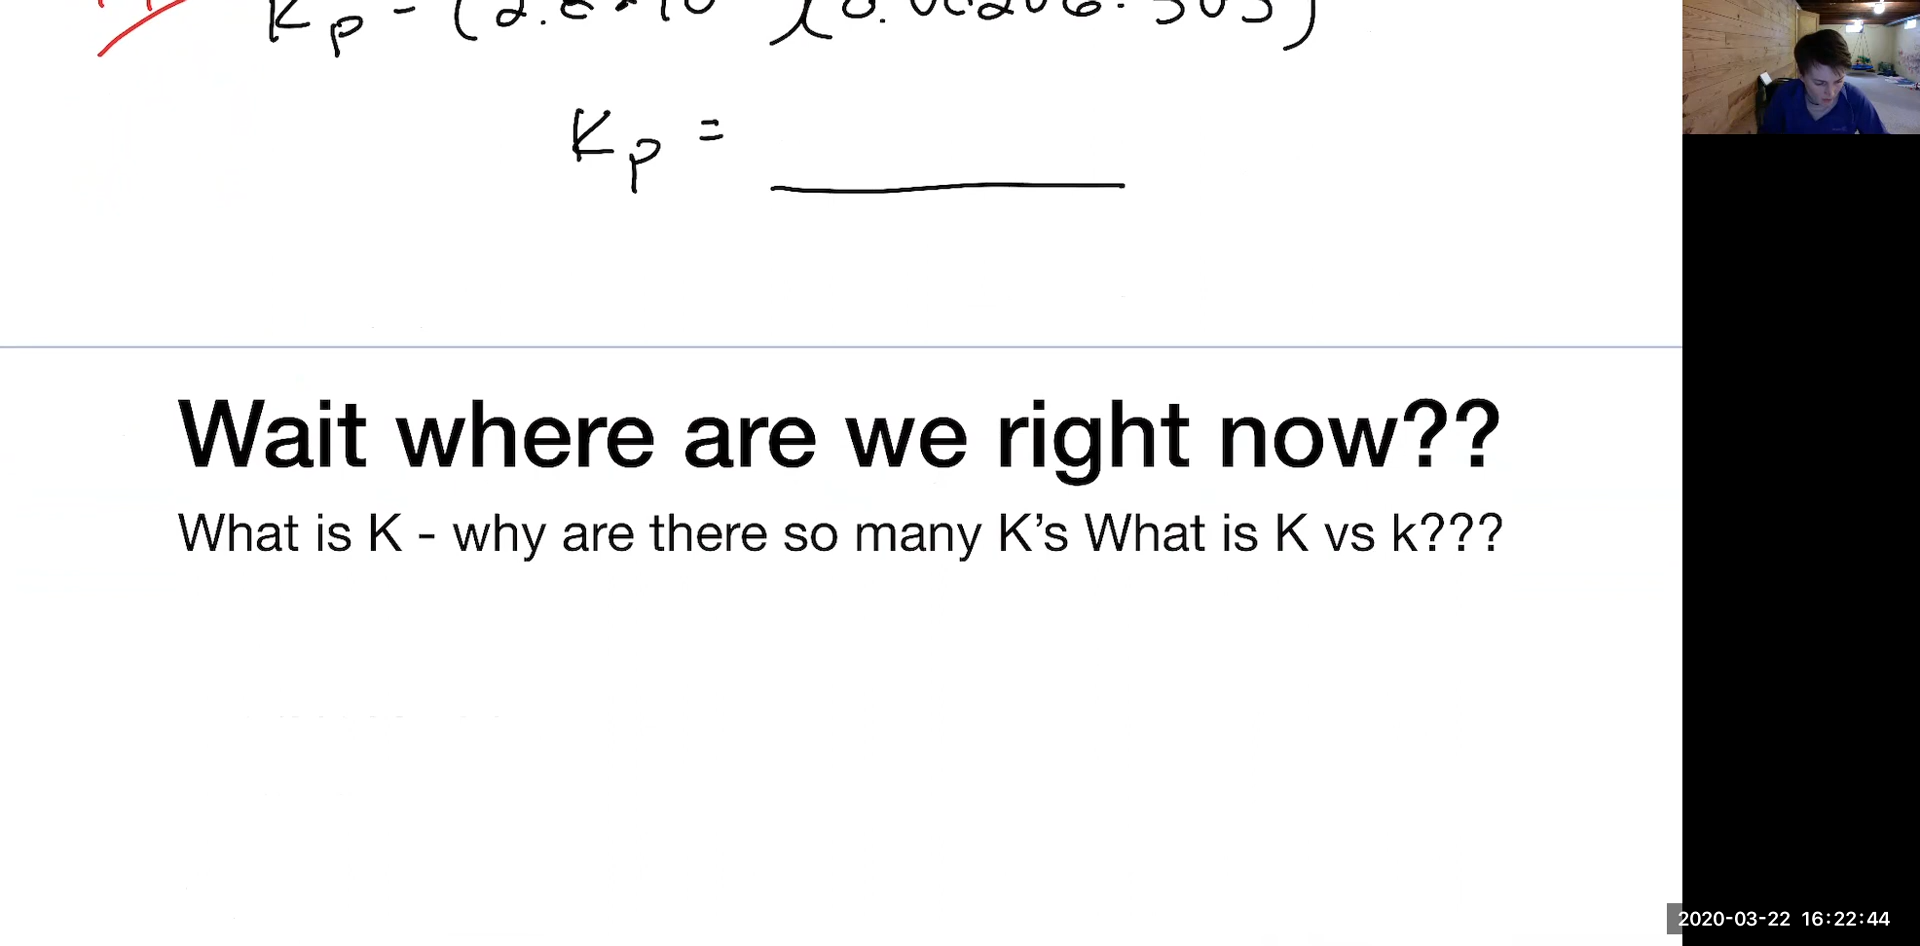 Kp =
Wait where are we right now??
What is K - why are there so many K’s What is K vs k???
2020-03-22 16:22:44